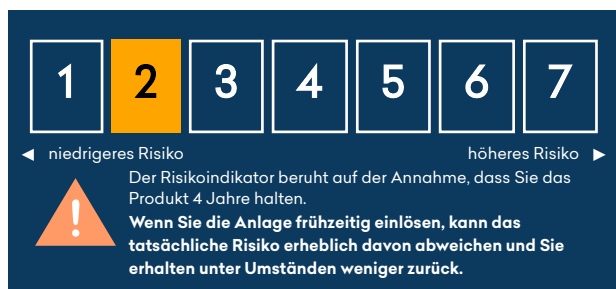 1 2 3 4 5 6 7
◄ niedrigeres Risiko höheres Risiko ►
Der Risikoindikator beruht auf der Annahme, dass Sie das
Produkt 4 Jahre halten.
Wenn Sie die Anlage frühzeitig einlösen, kann das
tatsächliche Risiko erheblich davon abweichen und Sie
erhalten unter Umständen weniger zurück.
!